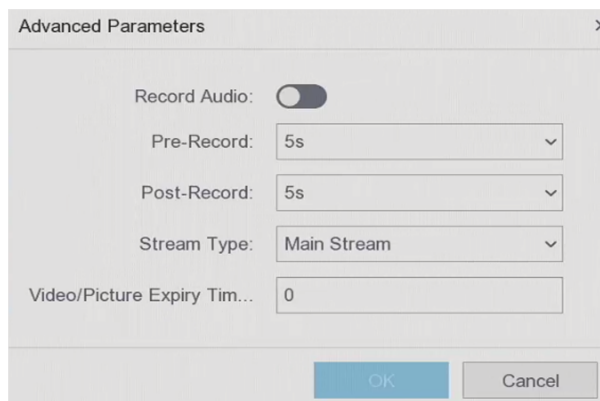 Advanced Parameters
Record Audio:
Pre-Record: 5s
Post-Record: 5s
Stream Type: Main Stream
Video/Picture Expiry Tim... 0
OK Cancel